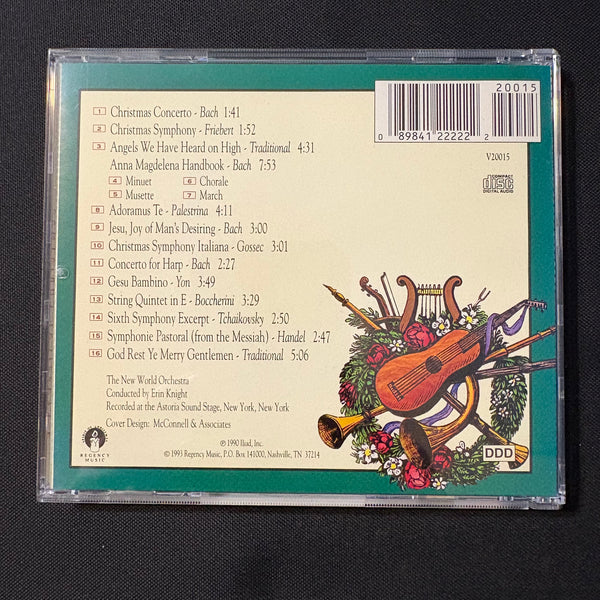 20015
0 89841 22222 2
V20015
COMPACT
disc
DIGITAL AUDIO
1 Christmas Concerto - Bach 1:41
2 Christmas Symphony - Friebert 1:52
3 Angels We Have Heard on High - Traditional 4:31
Anna Magdelena Handbook - Bach 7:53
4 Minuet 6 Chorale
5 Musette 7 March
8 Adoramus Te - Palestrina 4:11
9 Jesu, Joy of Man's Desiring - Bach 3:00
10 Christmas Symphony Italiana - Gossec 3:01
11 Concerto for Harp - Bach 2:27
12 Gesu Bambino - Yon 3:49
13 String Quintet in E - Boccherini 3:29
14 Sixth Symphony Excerpt - Tchaikovsky 2:50
15 Symphonie Pastoral (from the Messiah) - Handel 2:47
16 God Rest Ye Merry Gentlemen - Traditional 5:06
The New World Orchestra
Conducted by Erin Knight
Recorded at the Astoria Sound Stage, New York, New York
Cover Design: McConnell & Associates
℗ 1990 Iliad, Inc.
© 1993 Regency Music, P.O. Box 141000, Nashville, TN 37214
REGENCY
MUSIC
DDD